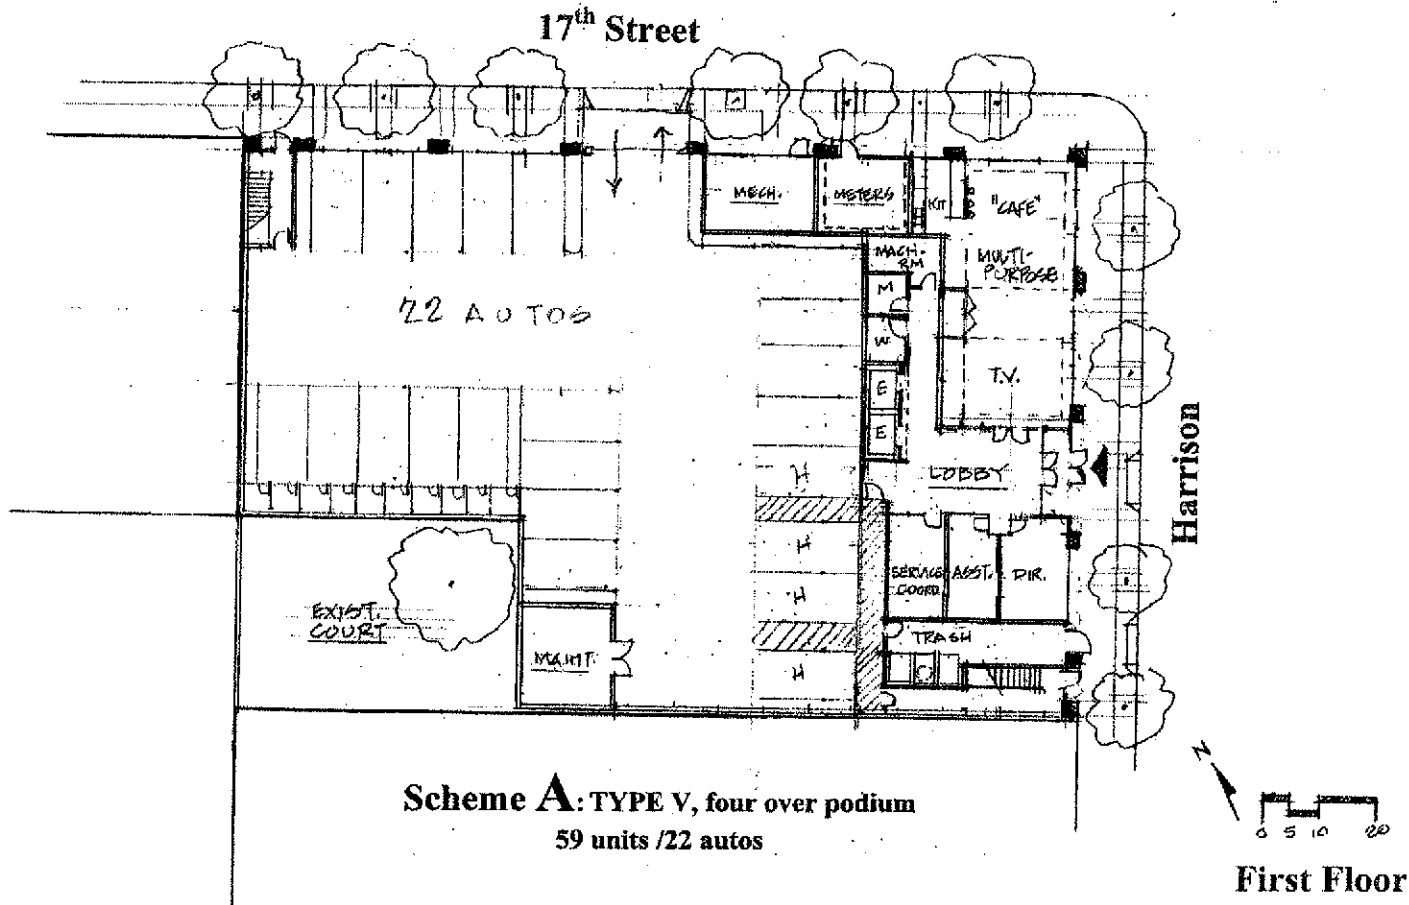 17th Street
MECH.
METERS
KIT
"CAFE"
MULTI-
PURPOSE
MACH.
RM
M
22 AUTOS
W
T.V.
E
E
Harrison
LOBBY
H
H
SERVICE
COORD.
ASST.
DIR.
H
EXIST.
COURT
TRASH
MAINT.
H
N
Scheme A: TYPE V, four over podium
59 units /22 autos
0 5 10 20
First Floor